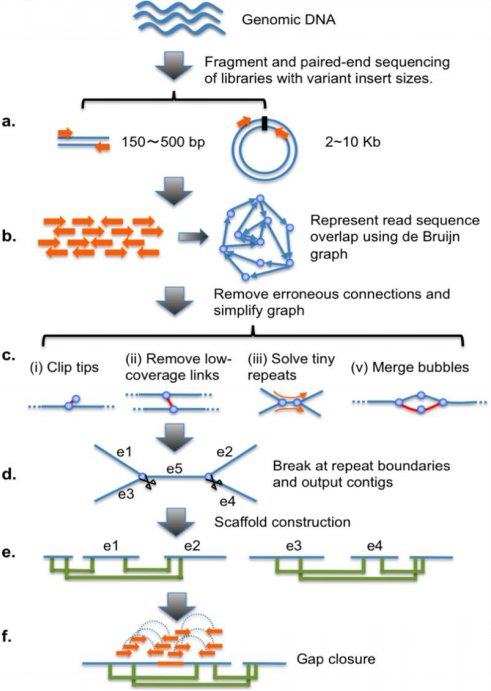 Genomic DNA
Fragment and paired-end sequencing
of libraries with variant insert sizes.
a.
150～500 bp
2~10 Kb
b.
Represent read sequence
overlap using de Bruijn
graph
Remove erroneous connections and
simplify graph
c.
(i) Clip tips
(ii) Remove low-
coverage links
(iii) Solve tiny
repeats
(v) Merge bubbles
d.
e1
e2
e5
e3
e4
Break at repeat boundaries
and output contigs
Scaffold construction
e.
e1
e2
e3
e4
f.
Gap closure